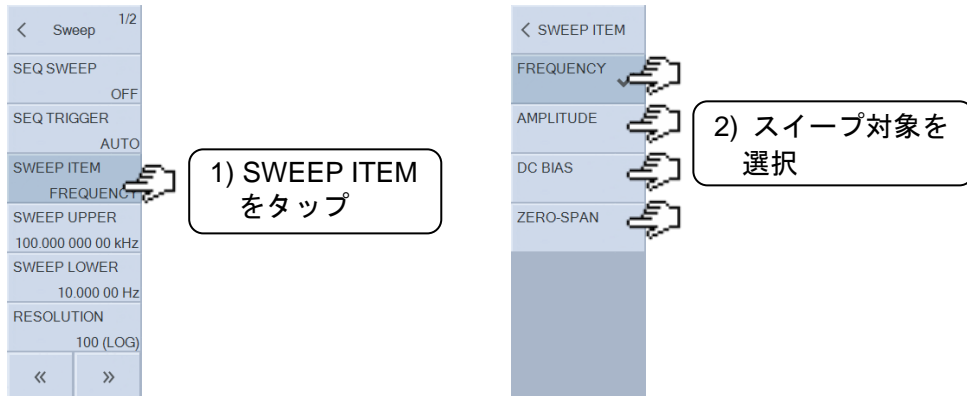 1/2
< Sweep
SEQ SWEEP
OFF
SEQ TRIGGER
AUTO
SWEEP ITEM
FREQUENCY
SWEEP UPPER
100.000 000 00 kHz
SWEEP LOWER
10.000 00 Hz
RESOLUTION
100 (LOG)
« »
1) SWEEP ITEM
をタップ
< SWEEP ITEM
FREQUENCY
AMPLITUDE
DC BIAS
ZERO-SPAN
2) スイープ対象を
選択